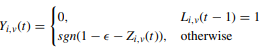 Y_{i,v}(t) = { 0, L_{i,v}(t − 1) = 1
sgn(1 − ϵ − Z_{i,v}(t)), otherwise